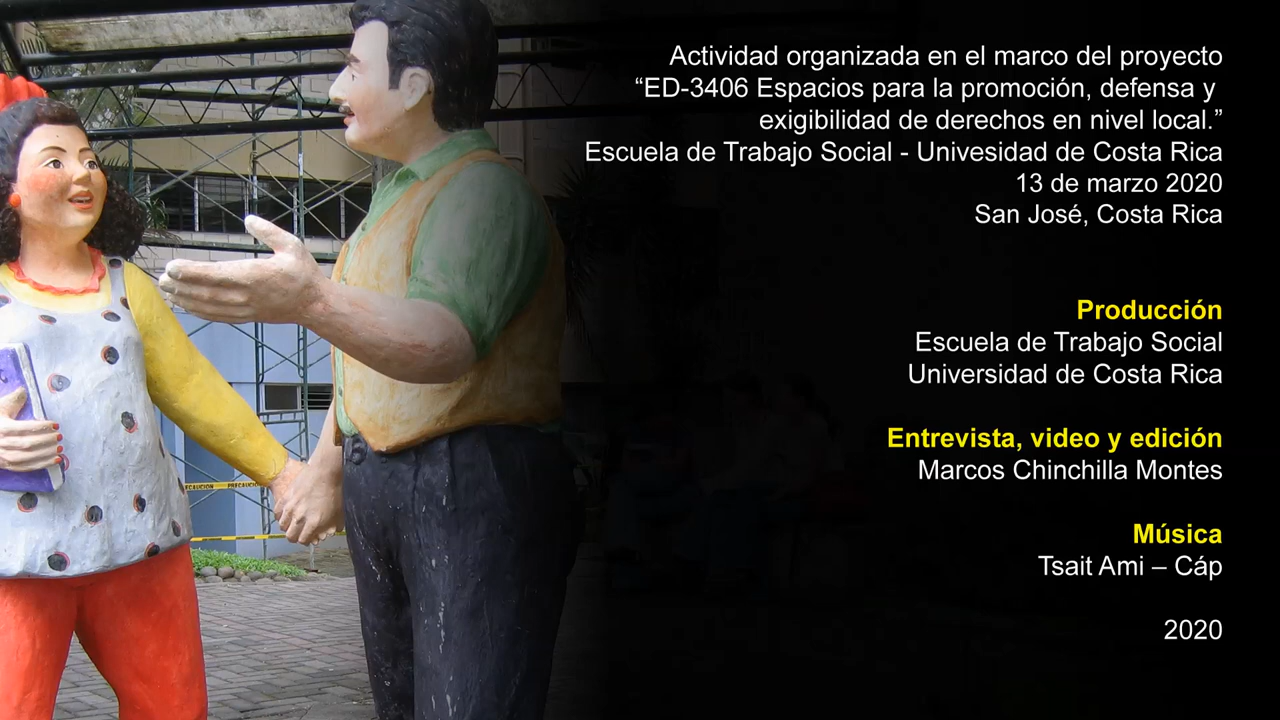 Actividad organizada en el marco del proyecto
“ED-3406 Espacios para la promoción, defensa y
exigibilidad de derechos en nivel local.”
Escuela de Trabajo Social - Univesidad de Costa Rica
13 de marzo 2020
San José, Costa Rica
Producción
Escuela de Trabajo Social
Universidad de Costa Rica
Entrevista, video y edición
Marcos Chinchilla Montes
Música
Tsait Ami – Cáp
2020
PRECAUCION PRECAUCIO